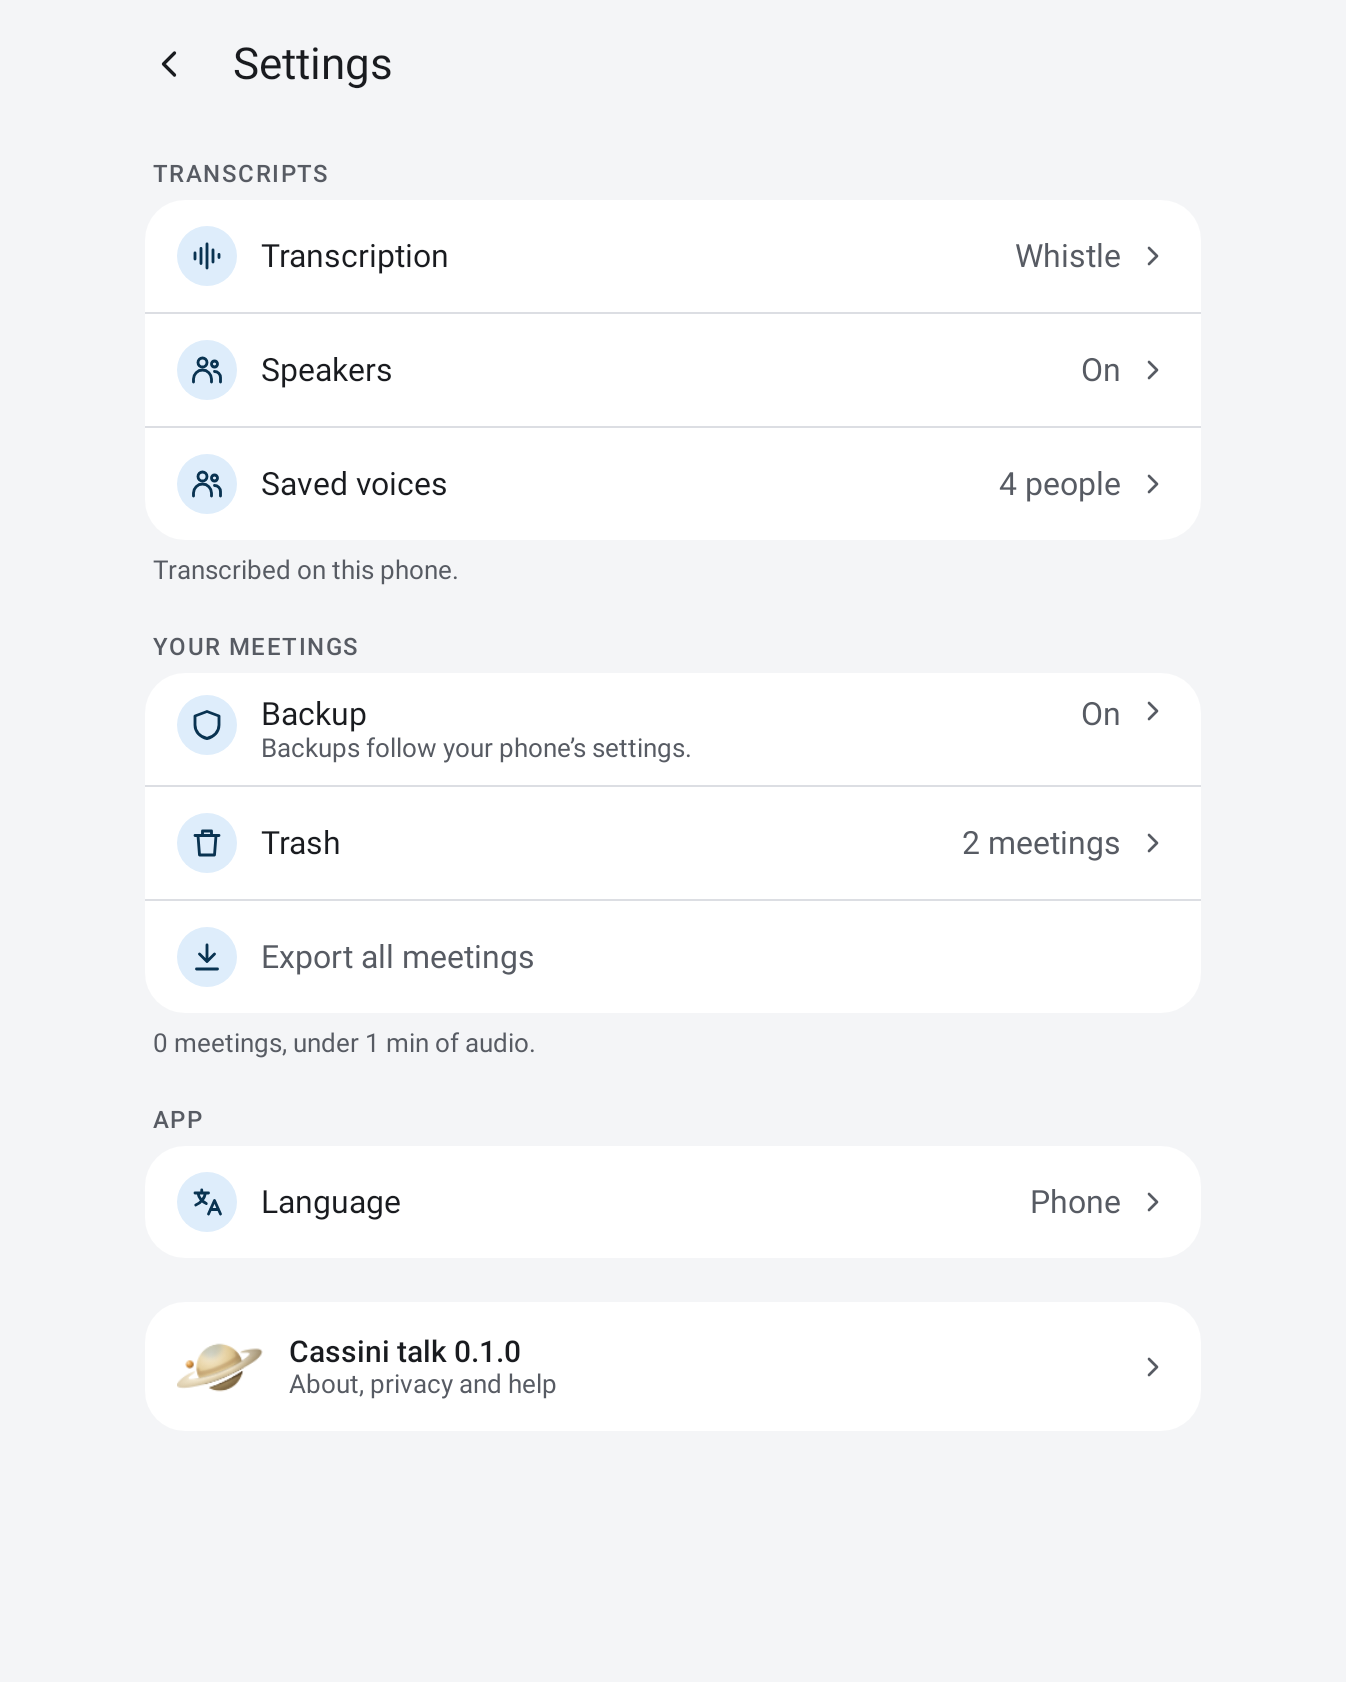 Settings
TRANSCRIPTS
Transcription Whistle
Speakers On
Saved voices 4 people
Transcribed on this phone.
YOUR MEETINGS
Backup On
Backups follow your phone’s settings.
Trash 2 meetings
Export all meetings
0 meetings, under 1 min of audio.
APP
Language Phone
Cassini talk 0.1.0
About, privacy and help